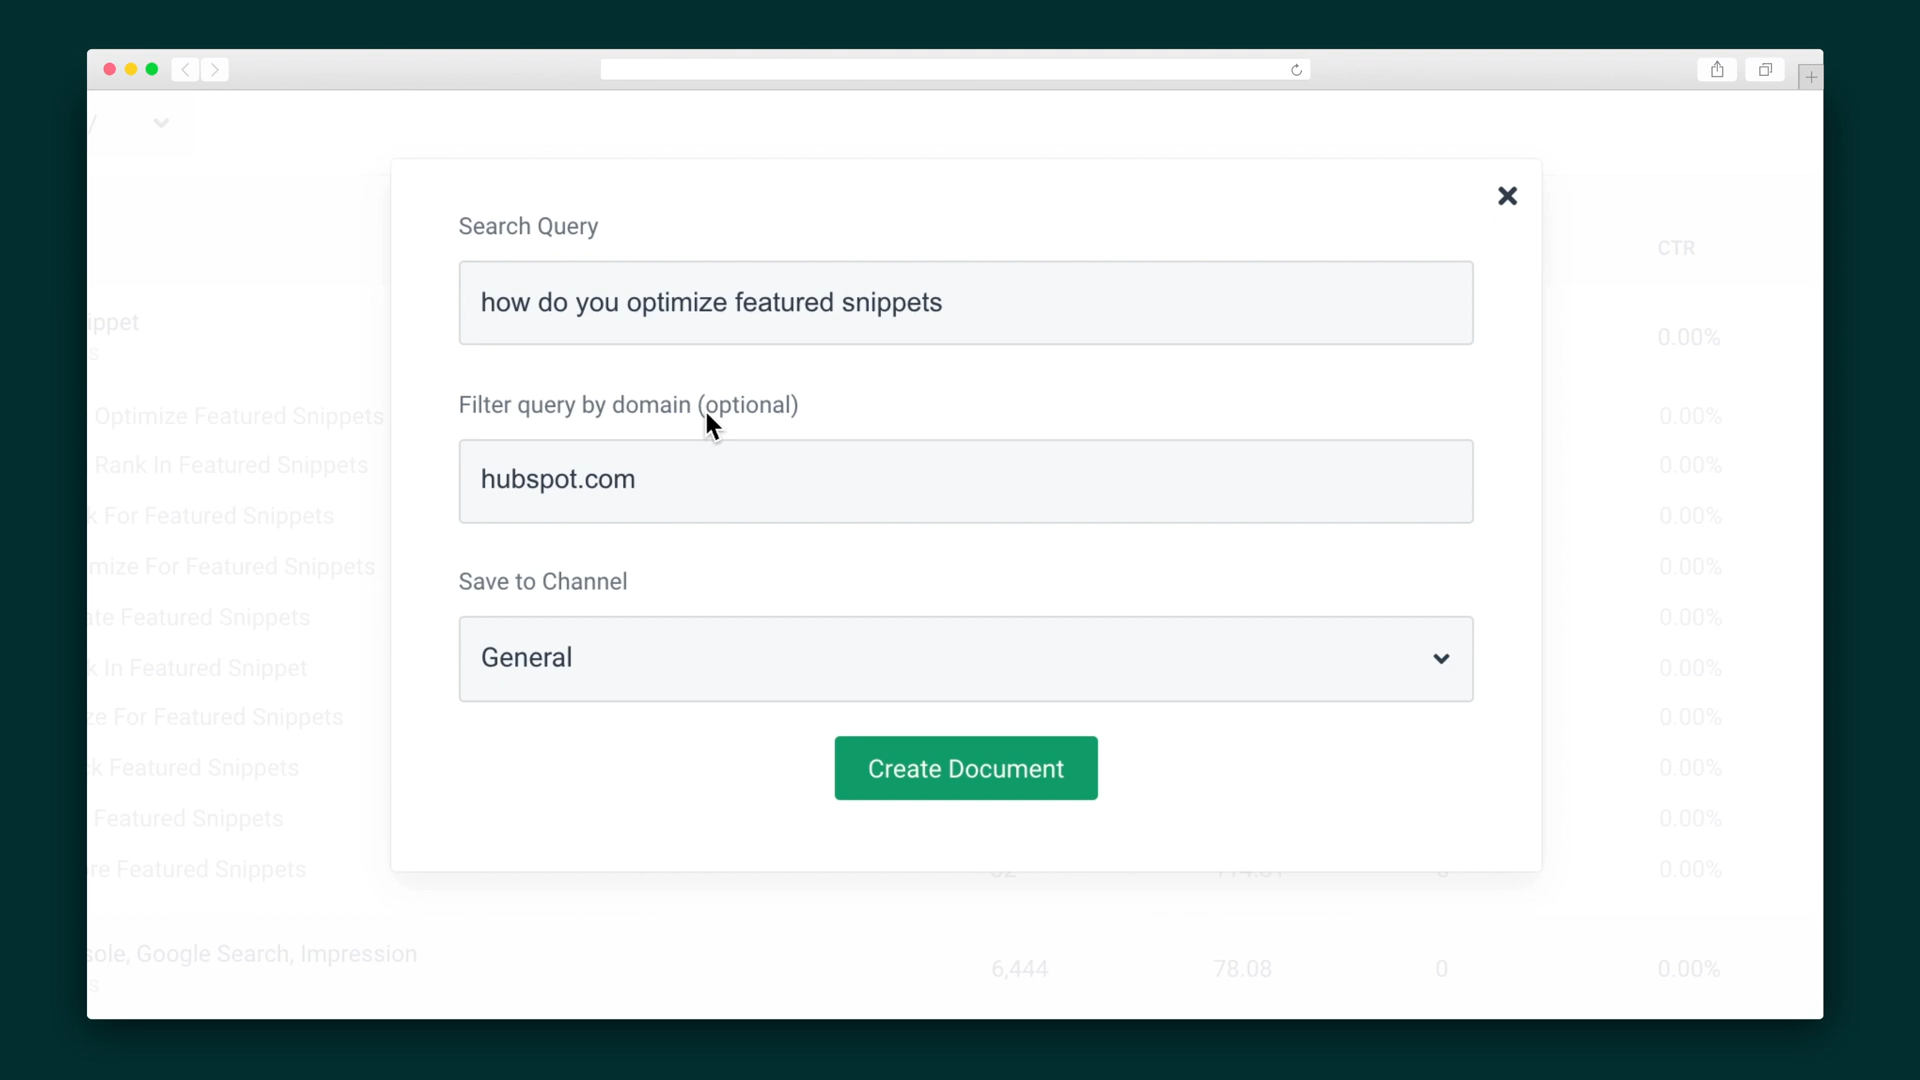 /
CTR
Search Query
how do you optimize featured snippets
ippet
s
0.00%
Filter query by domain (optional)
Optimize Featured Snippets
0.00%
Rank In Featured Snippets
0.00%
hubspot.com
k For Featured Snippets
0.00%
mize For Featured Snippets
0.00%
Save to Channel
ate Featured Snippets
0.00%
General
k In Featured Snippet
0.00%
ze For Featured Snippets
0.00%
ck Featured Snippets
0.00%
Create Document
Featured Snippets
0.00%
re Featured Snippets
0.00%
sole, Google Search, Impression
s
6,444 78.08 0 0.00%